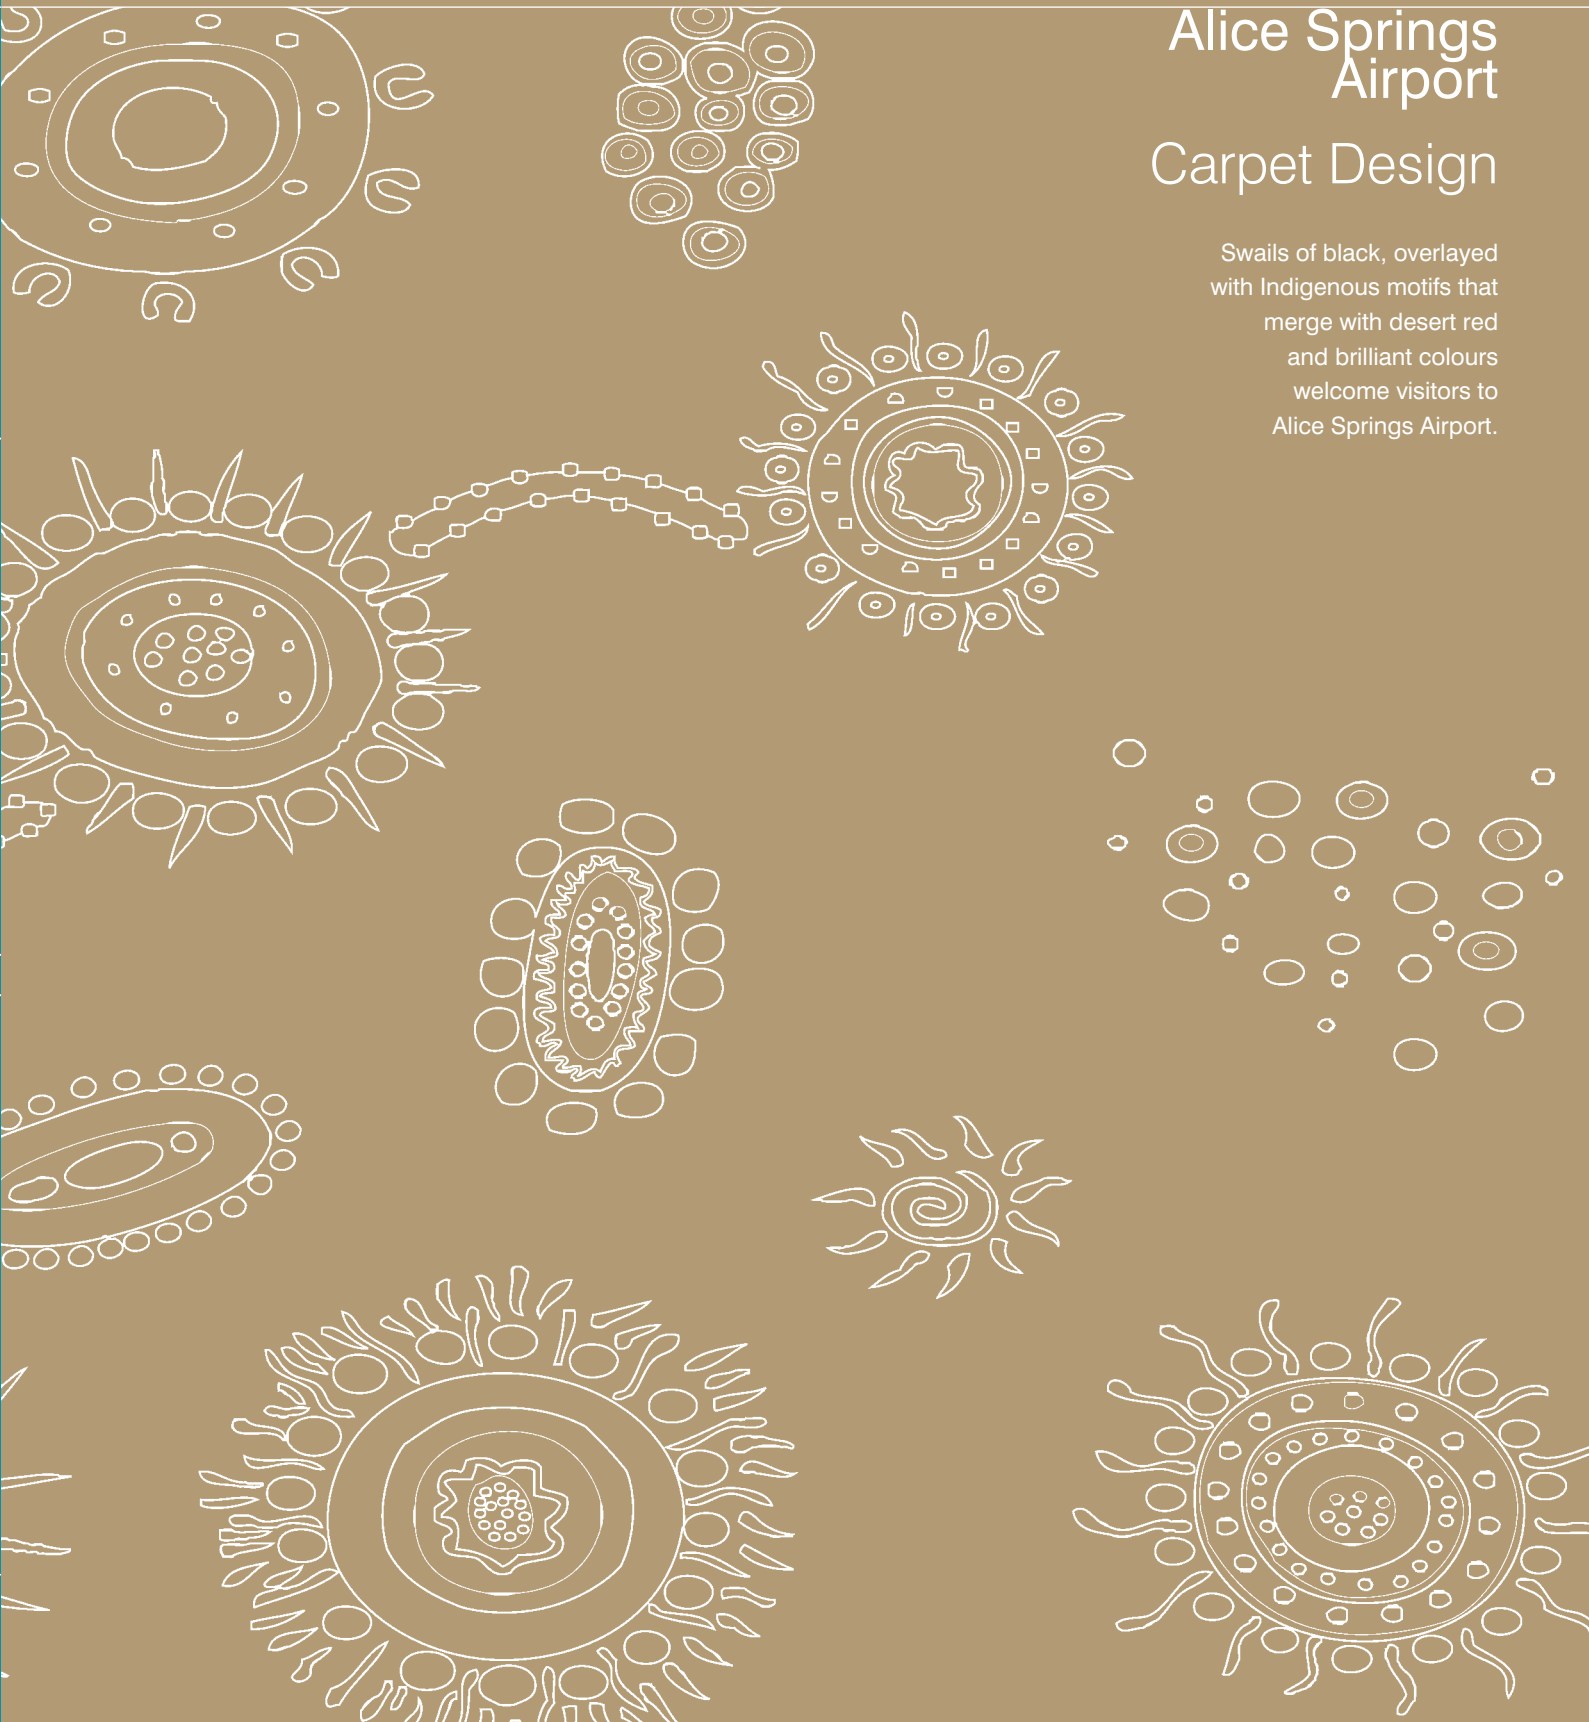 Alice Springs
Airport
Carpet Design
Swails of black, overlayed
with Indigenous motifs that
merge with desert red
and brilliant colours
welcome visitors to
Alice Springs Airport.